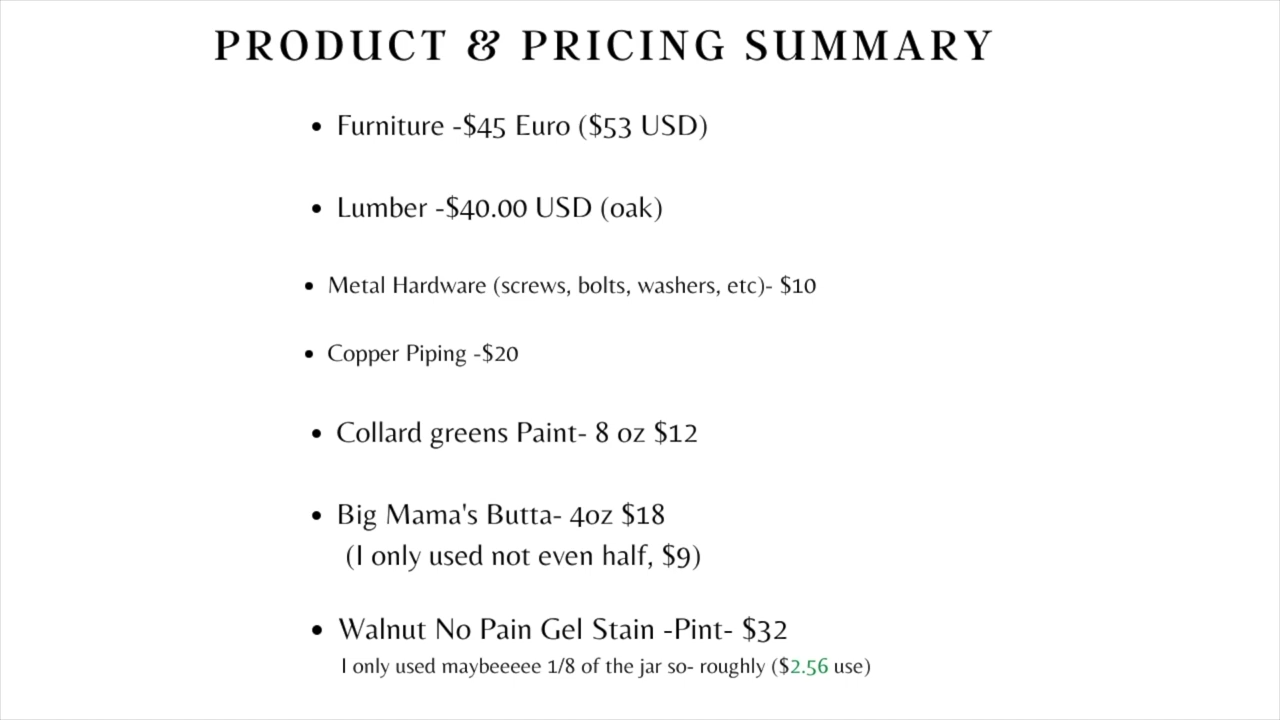 PRODUCT & PRICING SUMMARY
• Furniture -$45 Euro ($53 USD)
• Lumber -$40.00 USD (oak)
• Metal Hardware (screws, bolts, washers, etc)- $10
• Copper Piping -$20
• Collard greens Paint- 8 oz $12
• Big Mama's Butta- 4oz $18
(I only used not even half, $9)
• Walnut No Pain Gel Stain -Pint- $32
I only used maybeeeee 1/8 of the jar so- roughly ($2.56 use)